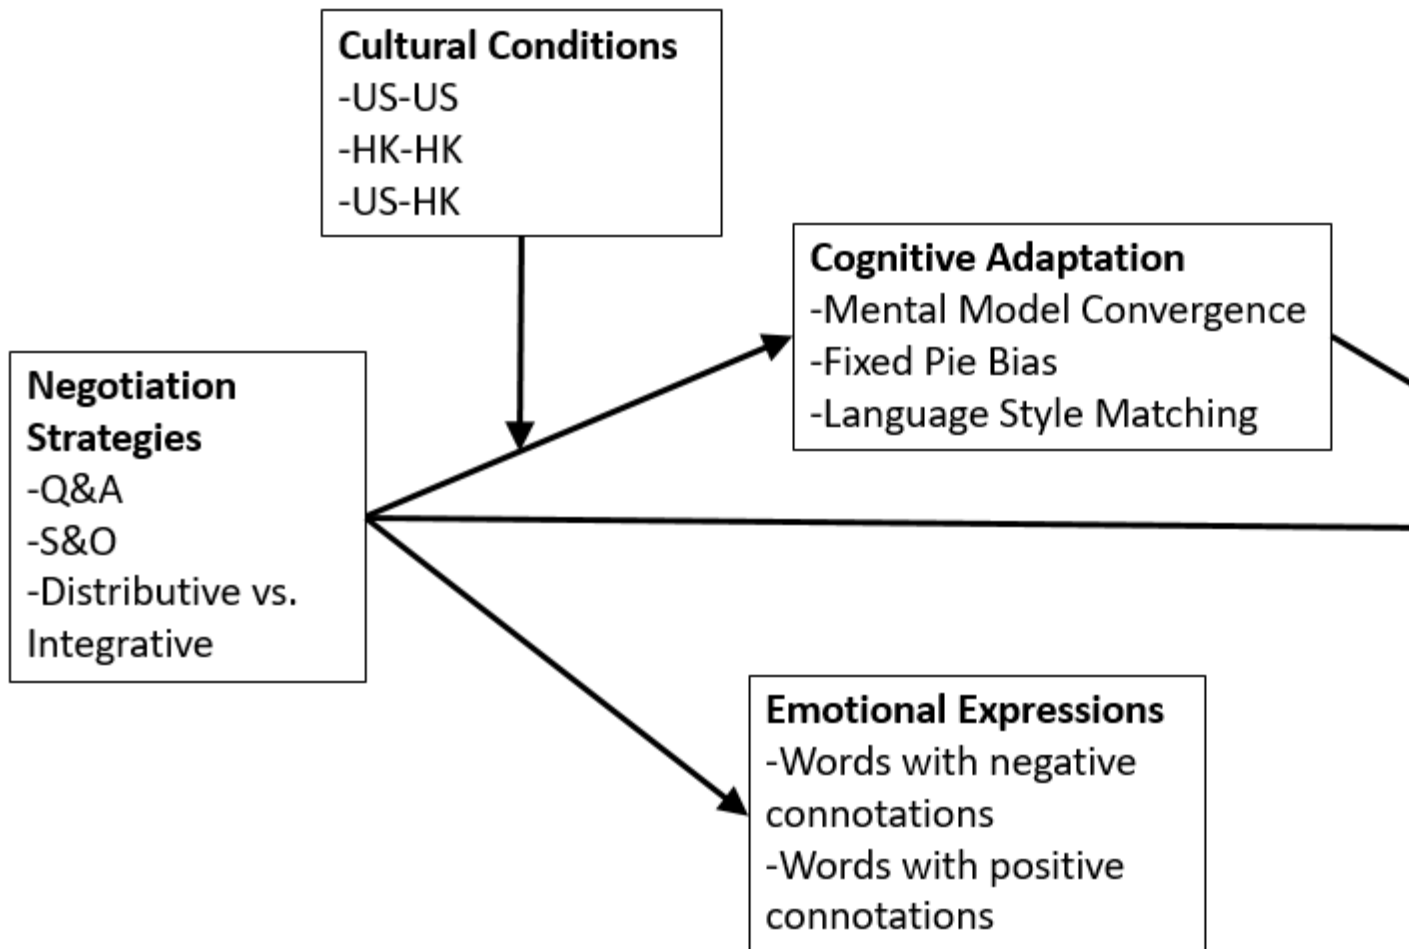 Cultural Conditions
-US-US
-HK-HK
-US-HK
Cognitive Adaptation
-Mental Model Convergence
-Fixed Pie Bias
-Language Style Matching
Negotiation
Strategies
-Q&A
-S&O
-Distributive vs.
Integrative
Emotional Expressions
-Words with negative
connotations
-Words with positive
connotations